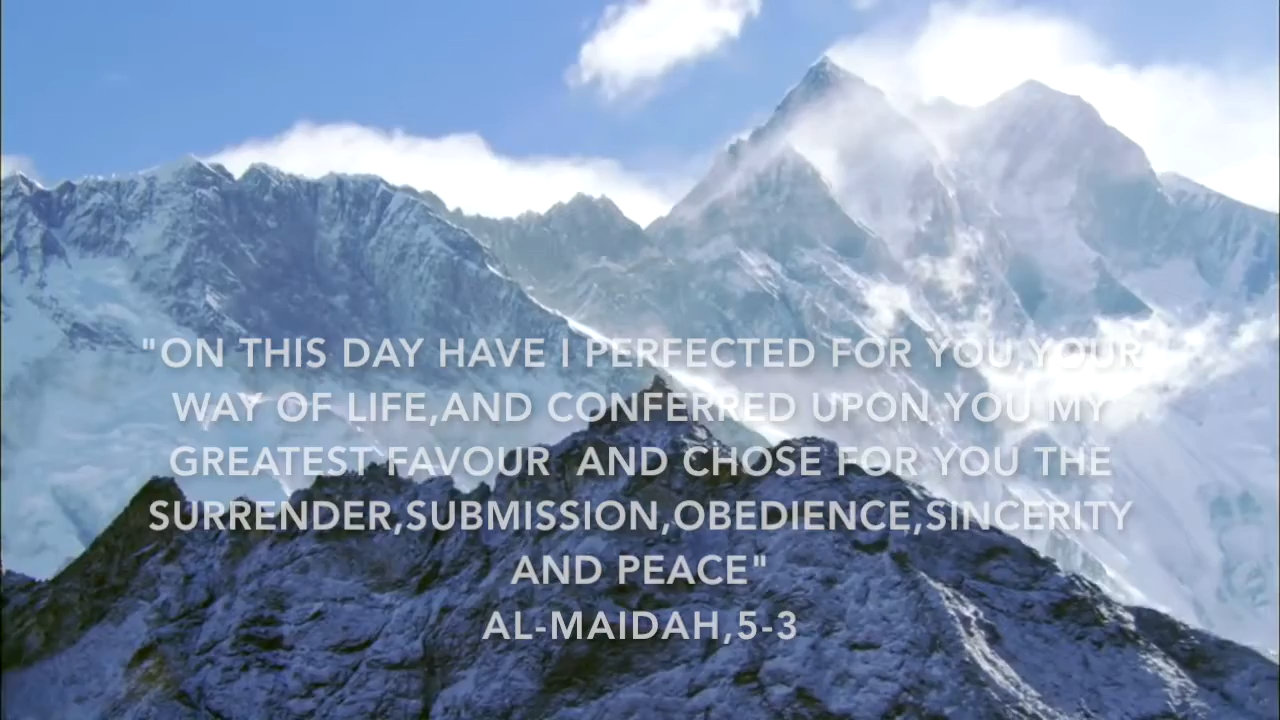 "ON THIS DAY HAVE I PERFECTED FOR YOU,YOUR
WAY OF LIFE,AND CONFERRED UPON YOU MY
GREATEST FAVOUR  AND CHOSE FOR YOU THE
SURRENDER,SUBMISSION,OBEDIENCE,SINCERITY
AND PEACE"
AL-MAIDAH,5-3